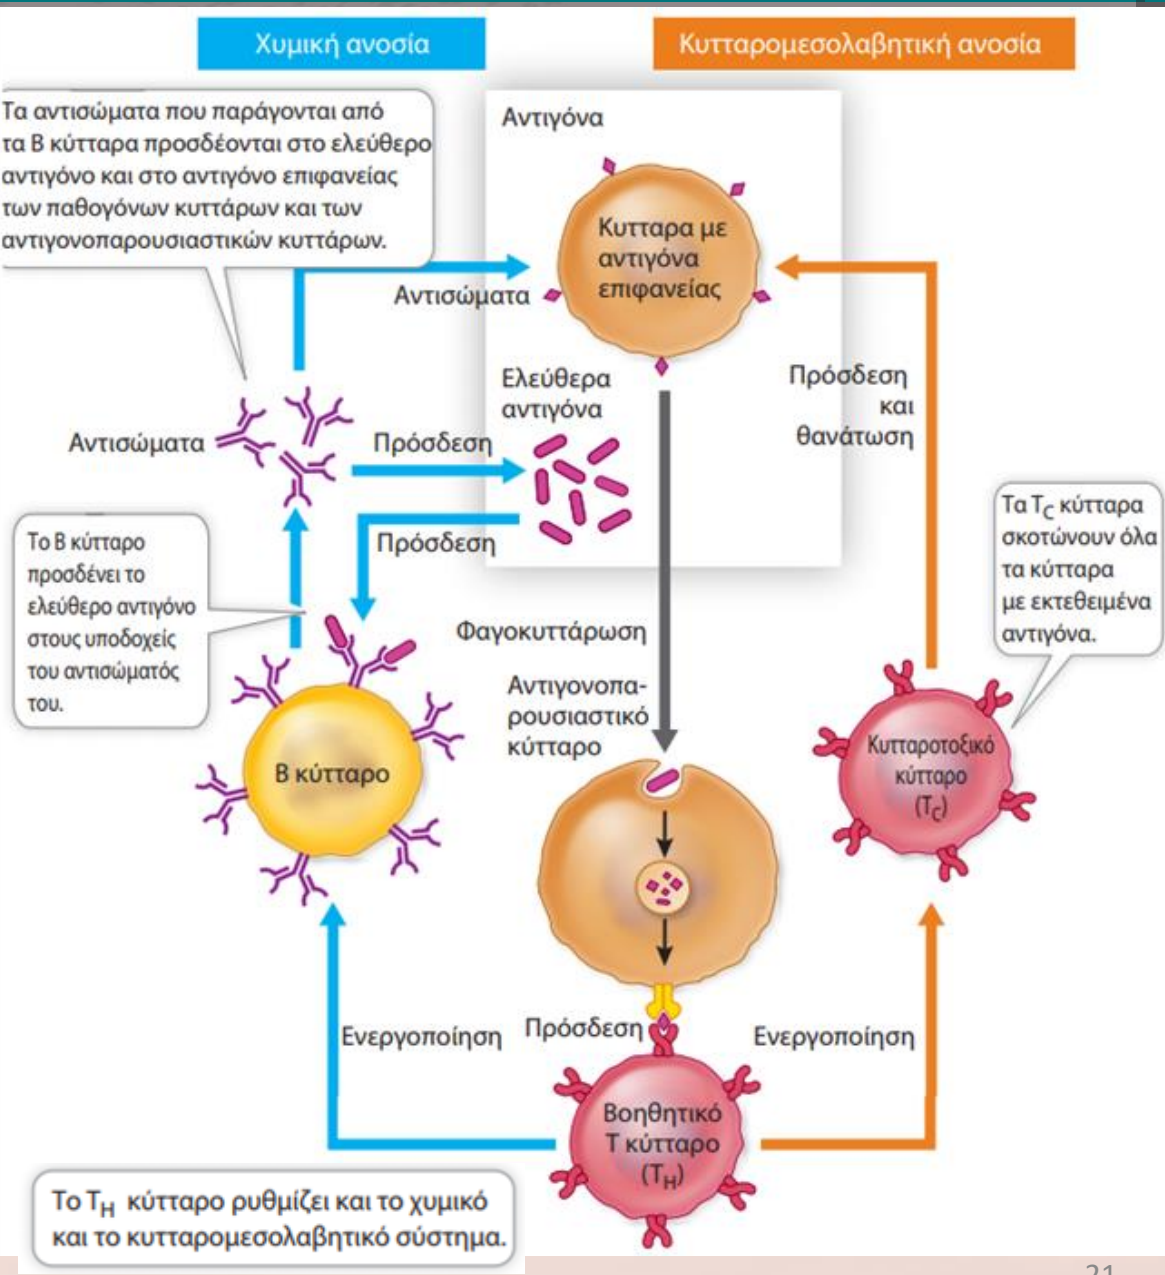 Χυμική ανοσία
Κυτταρομεσολαβητική ανοσία
Τα αντισώματα που παράγονται από
τα Β κύτταρα προσδέονται στο ελεύθερο
αντιγόνο και στο αντιγόνο επιφανείας
των παθογόνων κυττάρων και των
αντιγονοπαρουσιαστικών κυττάρων.
Αντιγόνα
Κυτταρα με
αντιγόνα
επιφανείας
Αντισώματα
Ελεύθερα
αντιγόνα
Πρόσδεση
και
θανάτωση
Αντισώματα
Πρόσδεση
Πρόσδεση
Τα TC κύτταρα
σκοτώνουν όλα
τα κύτταρα
με εκτεθειμένα
αντιγόνα.
Το Β κύτταρο
προσδένει το
ελεύθερο αντιγόνο
στους υποδοχείς
του αντισώματός
του.
Φαγοκυττάρωση
Αντιγονοπα-
ρουσιαστικό
κύτταρο
Β κύτταρο
Κυτταροτοξικό
κύτταρο
(TC)
Ενεργοποίηση
Πρόσδεση
Ενεργοποίηση
Βοηθητικό
Τ κύτταρο
(TH)
Το TH κύτταρο ρυθμίζει και το χυμικό
και το κυτταρομεσολαβητικό σύστημα.
21